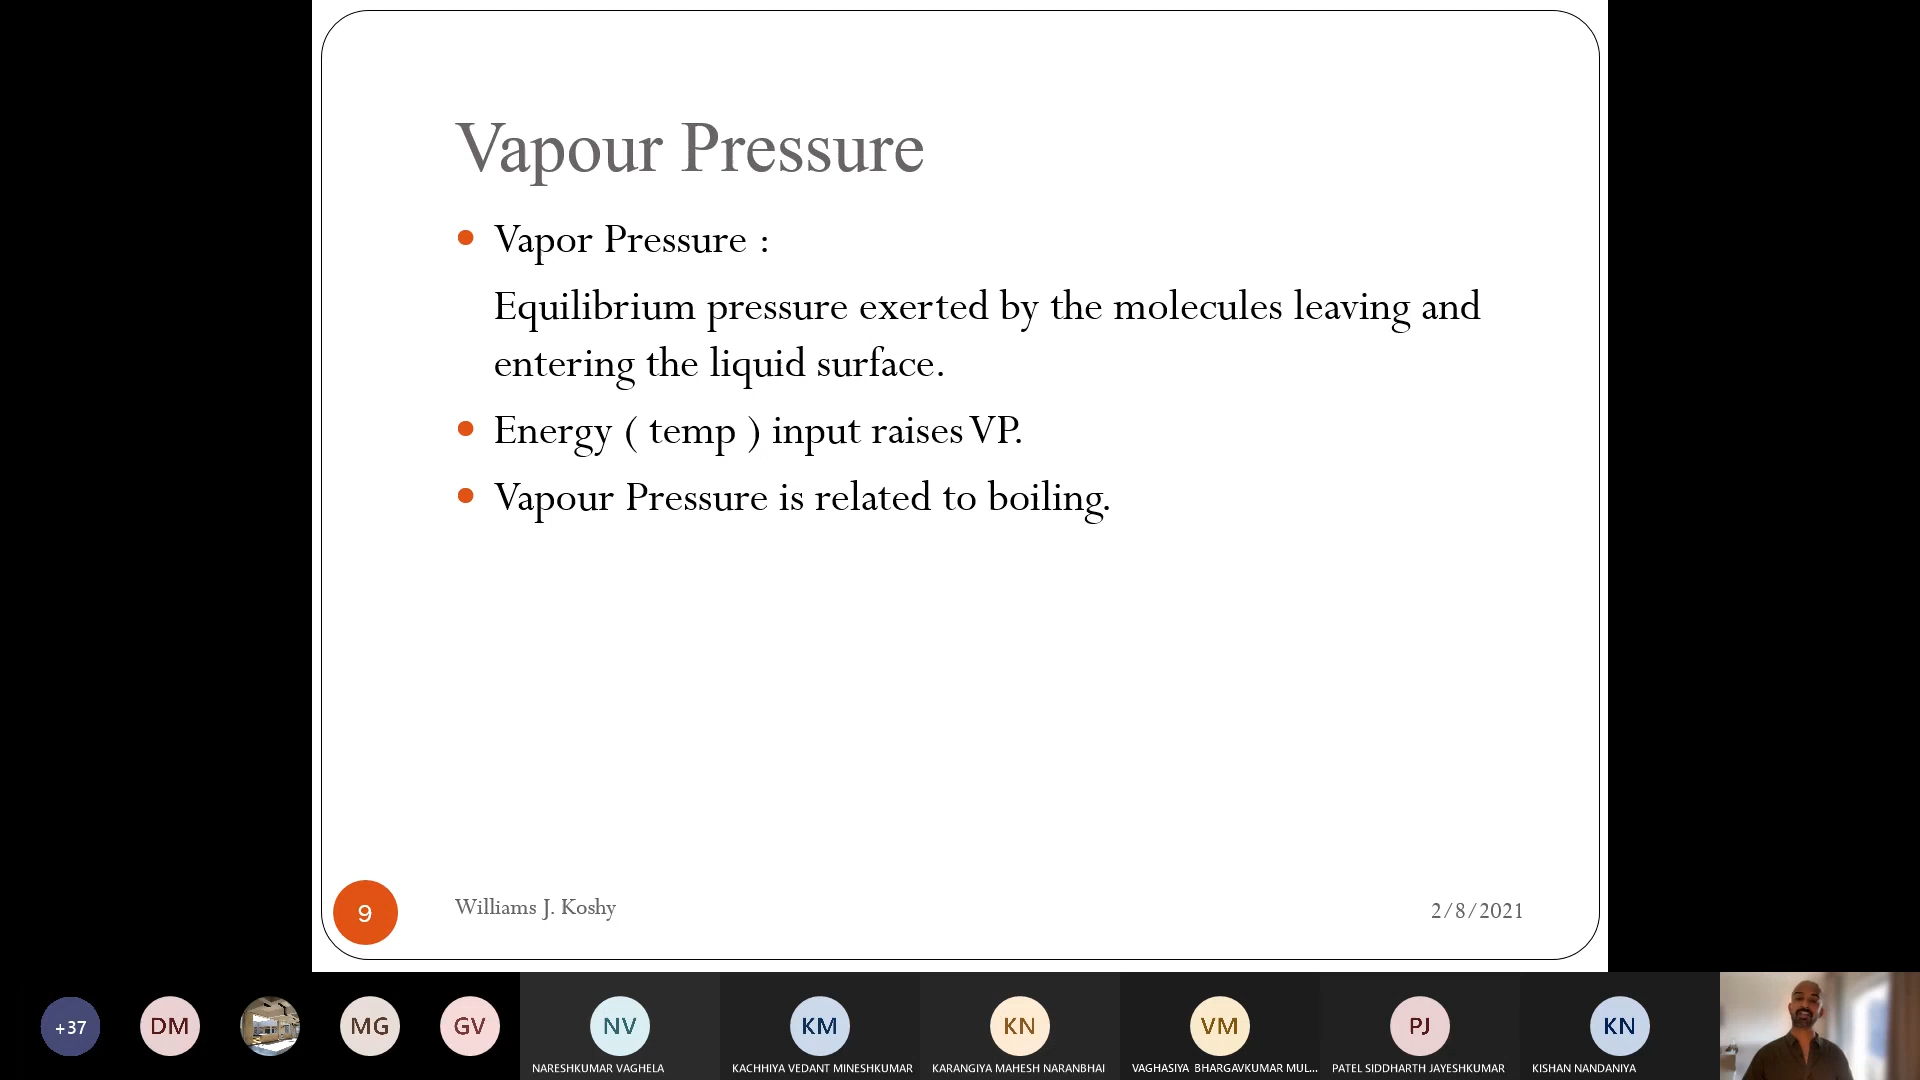 Vapour Pressure
Vapor Pressure :
Equilibrium pressure exerted by the molecules leaving and
entering the liquid surface.
Energy ( temp ) input raises VP.
Vapour Pressure is related to boiling.
9
Williams J. Koshy
2/8/2021
+37
DM
MG
GV
NV
KM
KN
VM
PJ
KN
NARESHKUMAR VAGHELA
KACHHIYA VEDANT MINESHKUMAR
KARANGIYA MAHESH NARANBHAI
VAGHASIYA BHARGAVKUMAR MUL...
PATEL SIDDHARTH JAYESHKUMAR
KISHAN NANDANIYA